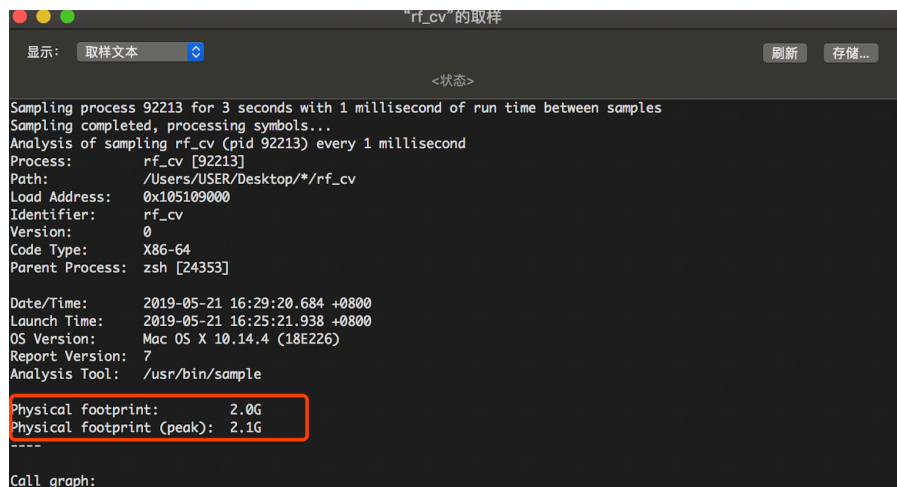 “rf_cv”的取样
显示： 取样文本 刷新 存储...
<状态>
Sampling process 92213 for 3 seconds with 1 millisecond of run time between samples
Sampling completed, processing symbols...
Analysis of sampling rf_cv (pid 92213) every 1 millisecond
Process: rf_cv [92213]
Path: /Users/USER/Desktop/*/rf_cv
Load Address: 0x105109000
Identifier: rf_cv
Version: 0
Code Type: X86-64
Parent Process: zsh [24353]
Date/Time: 2019-05-21 16:29:20.684 +0800
Launch Time: 2019-05-21 16:25:21.938 +0800
OS Version: Mac OS X 10.14.4 (18E226)
Report Version: 7
Analysis Tool: /usr/bin/sample
Physical footprint: 2.0G
Physical footprint (peak): 2.1G
----
Call graph: